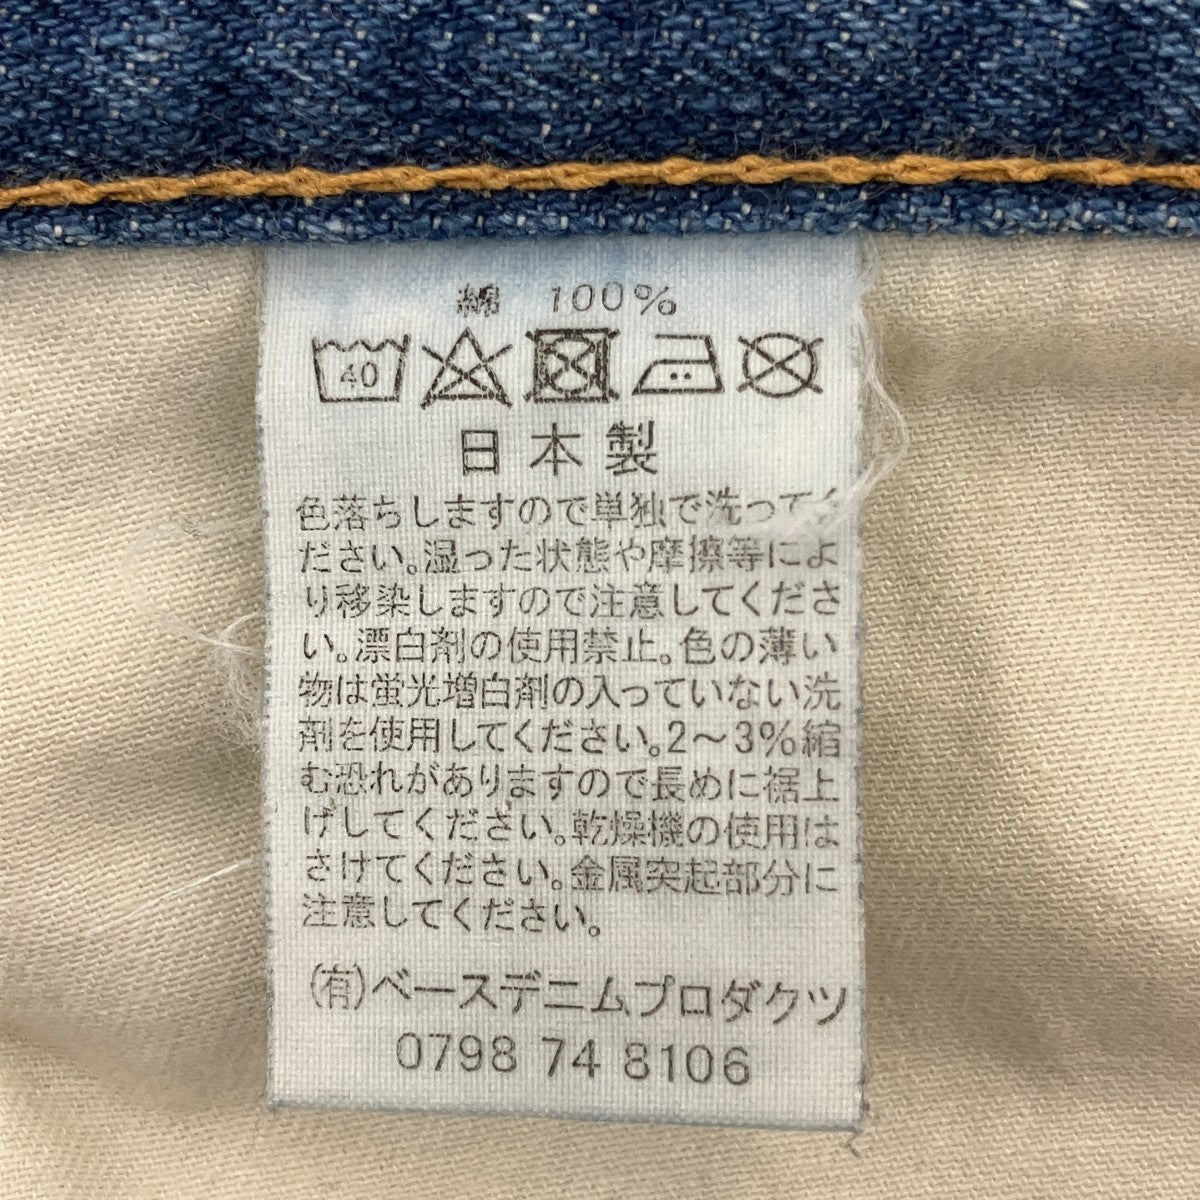 綿 100%
40
日本製
色落ちしますので単独で洗ってく
ださい。湿った状態や摩擦等によ
り移染しますので注意してくださ
い。漂白剤の使用禁止。色の薄い
物は蛍光増白剤の入っていない洗
剤を使用してください。2～3%縮
む恐れがありますので長めに裾上
げしてください。乾燥機の使用は
さけてください。金属突起部分に
注意してください。
(有)ベースデニムプロダクツ
0798 74 8106